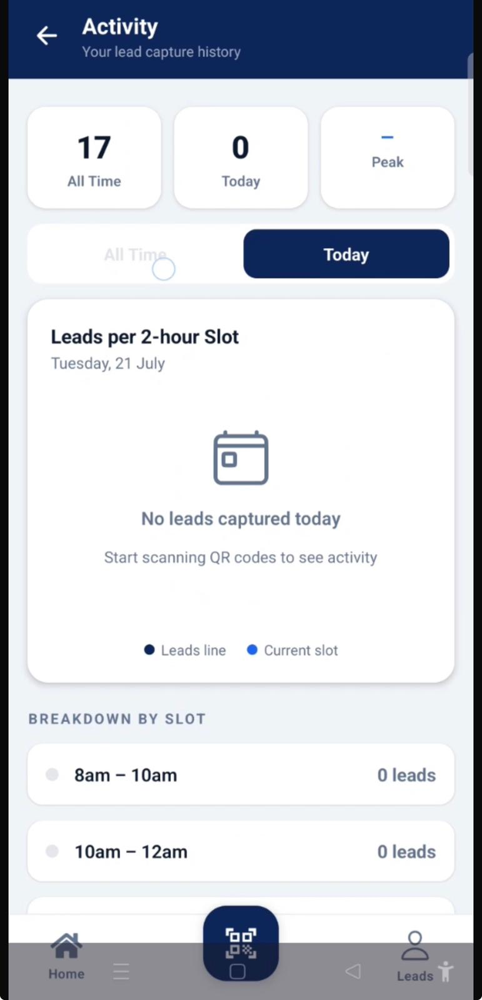 Activity
Your lead capture history
17
All Time
0
Today
–
Peak
All Time
Today
Leads per 2-hour Slot
Tuesday, 21 July
No leads captured today
Start scanning QR codes to see activity
Leads line
Current slot
BREAKDOWN BY SLOT
8am – 10am
0 leads
10am – 12am
0 leads
Home
Leads